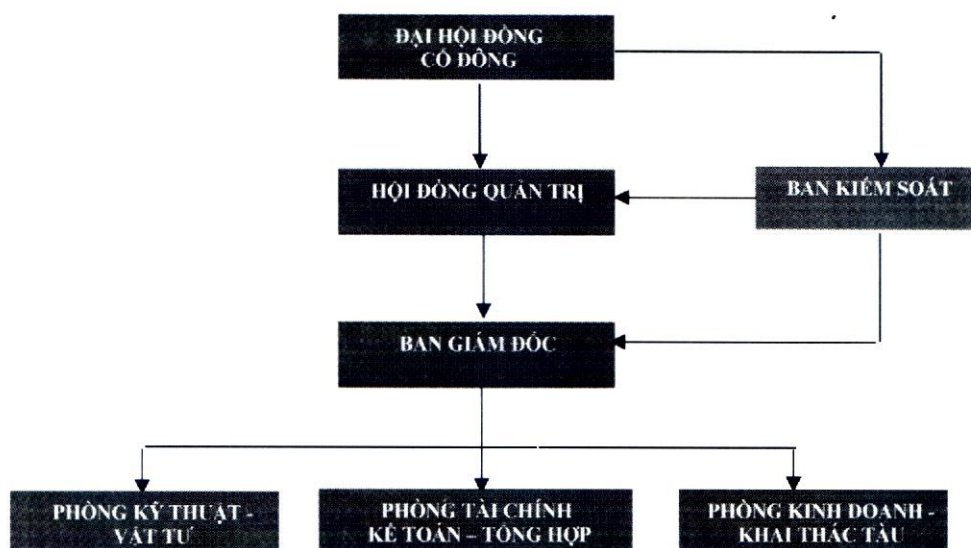 ĐẠI HỘI ĐỒNG
CỔ ĐÔNG
HỘI ĐỒNG QUẢN TRỊ
BAN KIỂM SOÁT
BAN GIÁM ĐỐC
PHÒNG KỸ THUẬT -
VẬT TƯ
PHÒNG TÀI CHÍNH
KẾ TOÁN – TỔNG HỢP
PHÒNG KINH DOANH -
KHAI THÁC TÀU